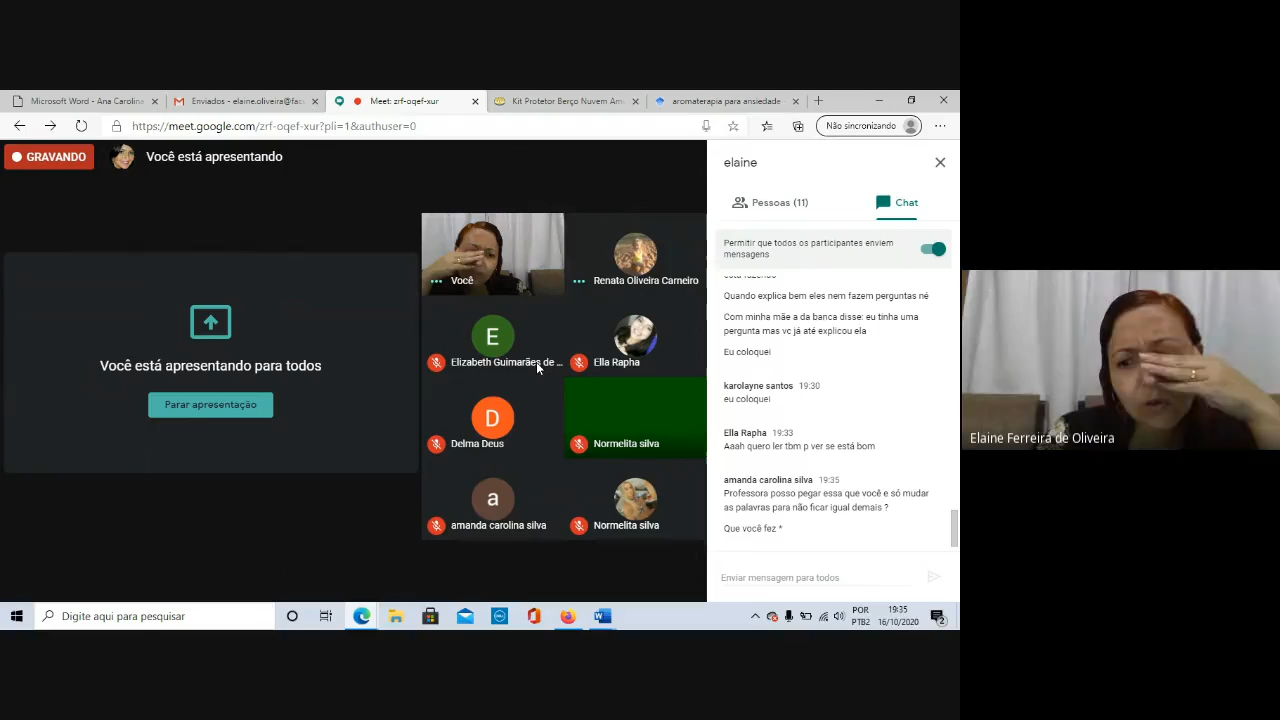 Microsoft Word - Ana Carolina
Enviados - elaine.oliveira@fac
Meet: zrf-oqef-xur
Kit Protetor Berço Nuvem Am
aromaterapia para ansiedade -
https://meet.google.com/zrf-oqef-xur?pli=1&authuser=0
Não sincronizando
GRAVANDO
Você está apresentando
Você está apresentando para todos
Parar apresentação
Você
Renata Oliveira Carneiro
E
Elizabeth Guimarães de ...
Ella Rapha
D
Delma Deus
Normelita silva
a
amanda carolina silva
Normelita silva
elaine
Pessoas (11)
Chat
Permitir que todos os participantes enviem
mensagens
Quando explica bem eles nem fazem perguntas né
Com minha mãe a da banca disse: eu tinha uma
pergunta mas vc já até explicou ela
Eu coloquei
karolayne santos 19:30
eu coloquei
Ella Rapha 19:33
Aaah quero ler tbm p ver se está bom
amanda carolina silva 19:35
Professora posso pegar essa que você e só mudar
as palavras para não ficar igual demais ?
Que você fez *
Enviar mensagem para todos
Digite aqui para pesquisar
POR
PTB2
19:35
16/10/2020
2
Elaine Ferreira de Oliveira